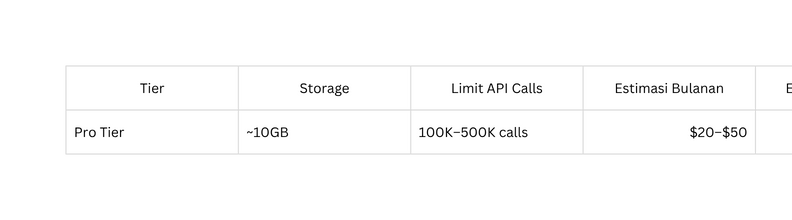 Tier Storage Limit API Calls Estimasi Bulanan
Pro Tier ~10GB 100K–500K calls $20–$50